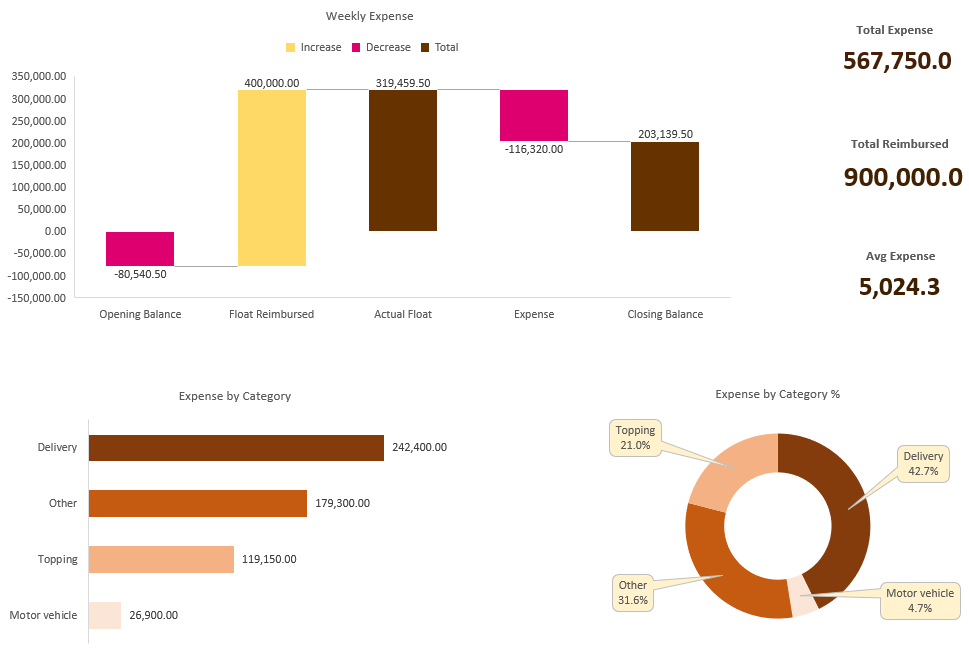 Weekly Expense
Increase Decrease Total
350,000.00
300,000.00
250,000.00
200,000.00
150,000.00
100,000.00
50,000.00
0.00
-50,000.00
-100,000.00
-150,000.00
400,000.00
319,459.50
-116,320.00
203,139.50
-80,540.50
Opening Balance
Float Reimbursed
Actual Float
Expense
Closing Balance
Total Expense
567,750.0
Total Reimbursed
900,000.0
Avg Expense
5,024.3
Expense by Category
Delivery
242,400.00
Other
179,300.00
Topping
119,150.00
Motor vehicle
26,900.00
Expense by Category %
Topping
21.0%
Delivery
42.7%
Other
31.6%
Motor vehicle
4.7%